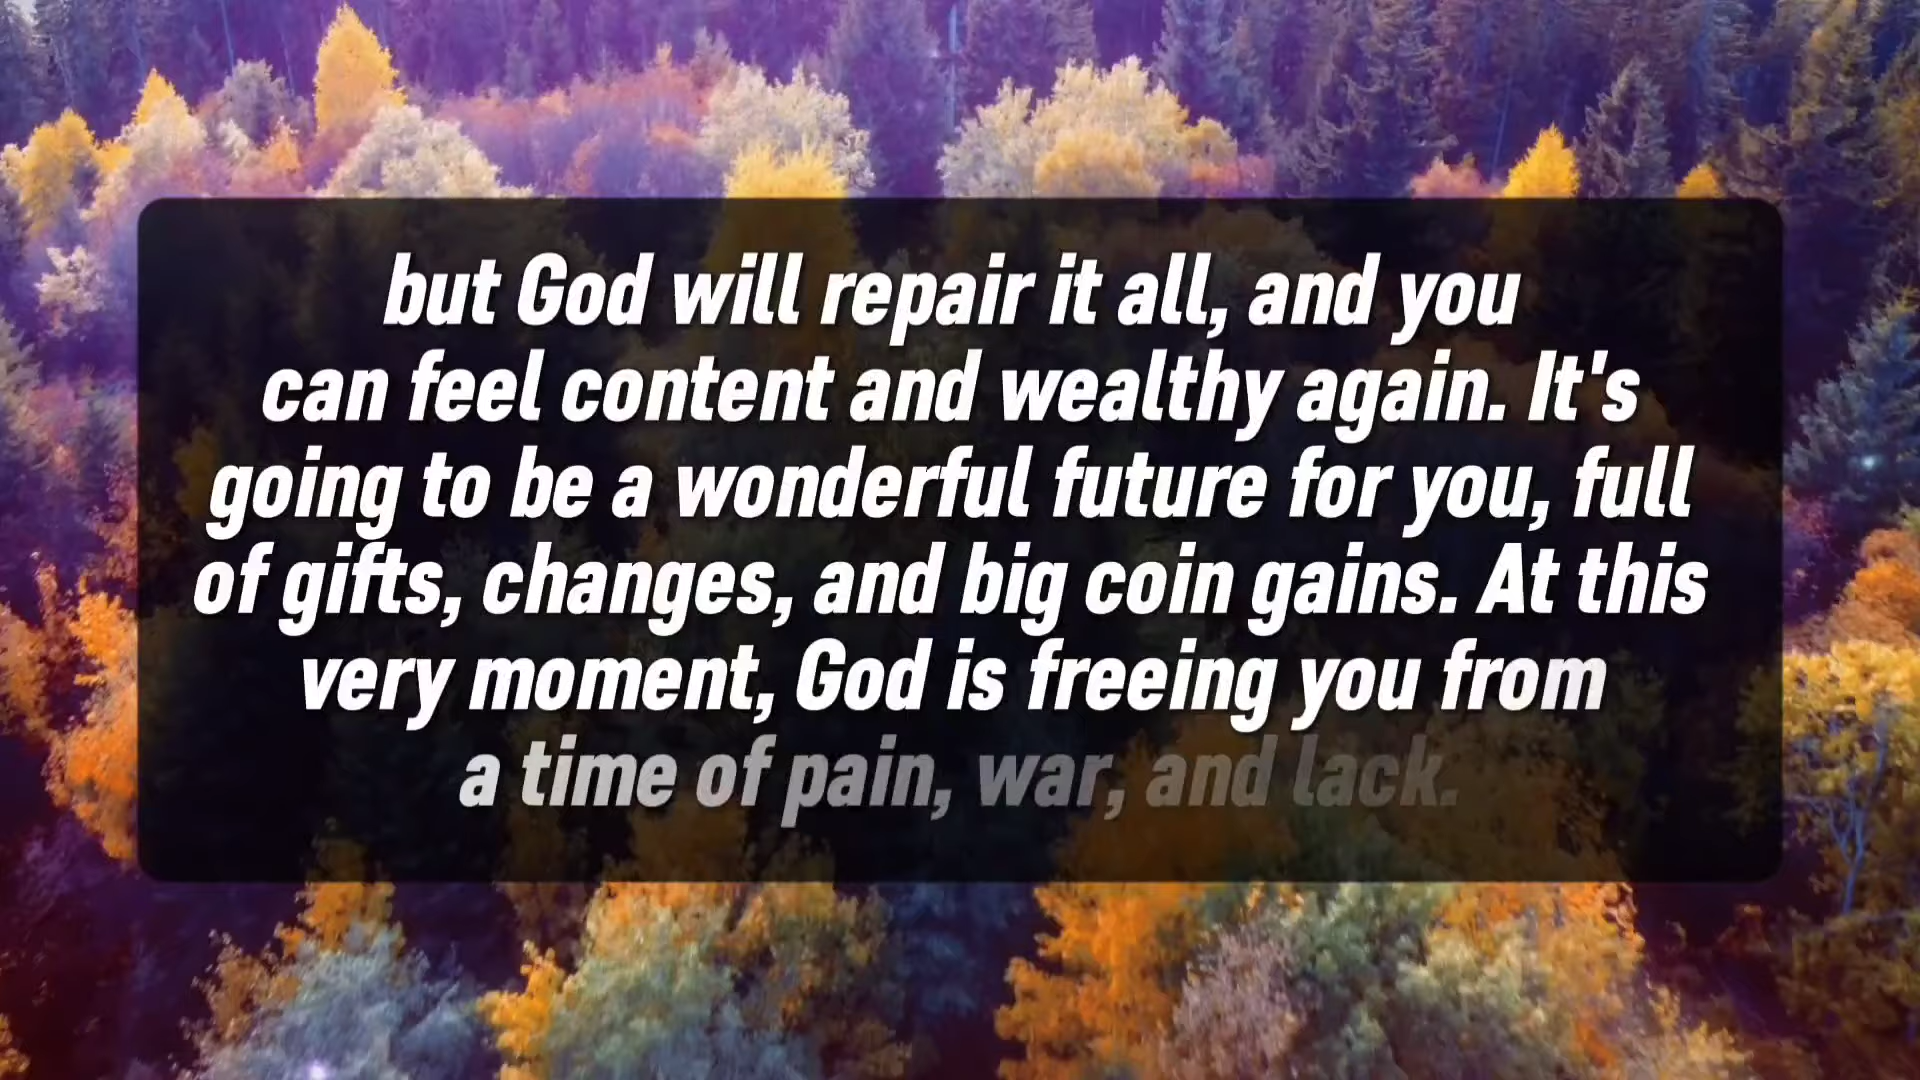 but God will repair it all, and you
can feel content and wealthy again. It's
going to be a wonderful future for you, full
of gifts, changes, and big coin gains. At this
very moment, God is freeing you from
a time of pain, war, and lack.